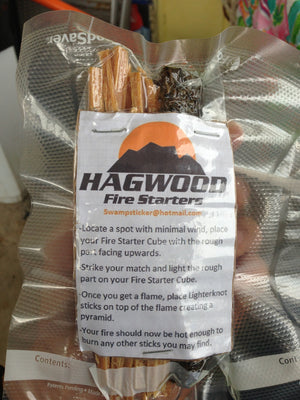 HAGWOOD
Fire Starters
Swampsticker@hotmail.com
-Locate a spot with minimal wind, place
your Fire Starter Cube with the rough
part facing upwards.
-Strike your match and light the rough
part on your Fire Starter Cube.
-Once you get a flame, place lighterknot
sticks on top of the flame creating a
pyramid.
-Your fire should now be hot enough to
burn any other sticks you may find.
Contents:
Contents:
Patents Pending